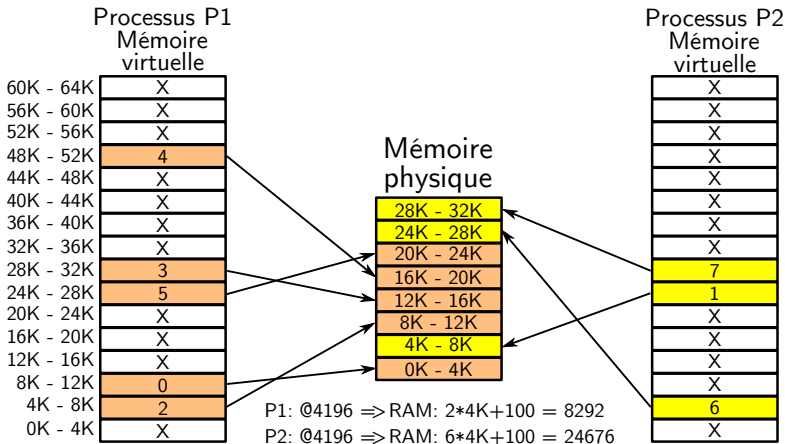 Processus P1
Mémoire
virtuelle
60K - 64K X
56K - 60K X
52K - 56K X
48K - 52K 4
44K - 48K X
40K - 44K X
36K - 40K X
32K - 36K X
28K - 32K 3
24K - 28K 5
20K - 24K X
16K - 20K X
12K - 16K X
8K - 12K 0
4K - 8K 2
0K - 4K X
Mémoire
physique
28K - 32K
24K - 28K
20K - 24K
16K - 20K
12K - 16K
8K - 12K
4K - 8K
0K - 4K
Processus P2
Mémoire
virtuelle
X
X
X
X
X
X
X
X
7
1
X
X
X
X
6
X
P1: @4196 => RAM: 2*4K+100 = 8292
P2: @4196 => RAM: 6*4K+100 = 24676